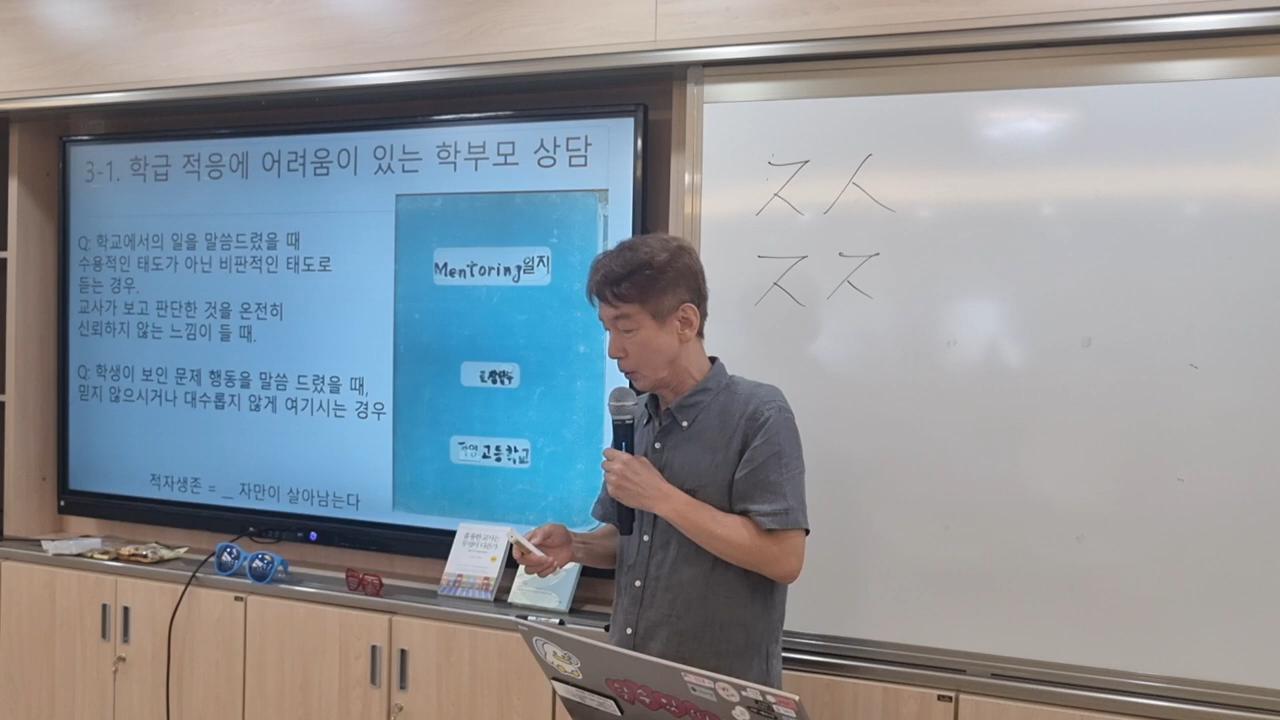 3-1. 학급 적응에 어려움이 있는 학부모 상담
Q: 학교에서의 일을 말씀드렸을 때
수용적인 태도가 아닌 비판적인 태도로
듣는 경우.
교사가 보고 판단한 것을 온전히
신뢰하지 않는 느낌이 들 때.
Q: 학생이 보인 문제 행동을 말씀 드렸을 때,
믿지 않으시거나 대수롭지 않게 여기시는 경우
적자생존 = _ 자만이 살아남는다
Mentoring일지
고등학교
ㅈㅅ
ㅈㅈ